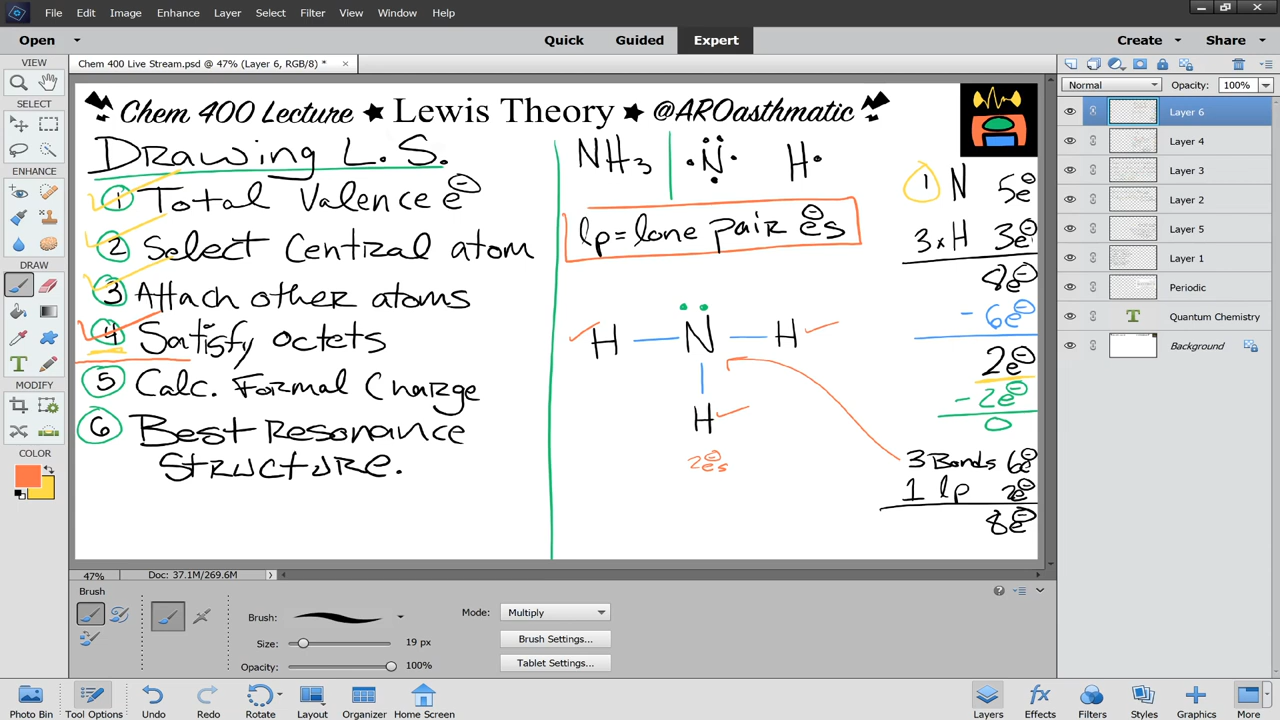 File Edit Image Enhance Layer Select Filter View Window Help
Open Quick Guided Expert Create Share
VIEW
SELECT
ENHANCE
DRAW
MODIFY
COLOR
Chem 400 Live Stream.psd @ 47% (Layer 6, RGB/8) *
Chem 400 Lecture ★ Lewis Theory ★ @AROasthmatic
Drawing L.S.
① Total Valence e⊖
② Select Central atom
③ Attach other atoms
④ Satisfy octets
⑤ Calc. Formal Charge
⑥ Best Resonance
Structure.
NH3 N H
lp = lone pair e⊖s
H — N — H
H
2e⊖s
1 N 5e⊖
3 x H 3e⊖
8e⊖
- 6e⊖
2e⊖
- 2e⊖
0
3 Bonds 6e⊖
1 lp 2e⊖
8e⊖
47% Doc: 37.1M/269.6M
Brush
Brush:
Size: 19 px
Opacity: 100%
Mode: Multiply
Brush Settings...
Tablet Settings...
Normal Opacity: 100%
Layer 6
Layer 4
Layer 3
Layer 2
Layer 5
Layer 1
Periodic
Quantum Chemistry
Heading
Photo Bin Tool Options Undo Redo Rotate Layout Organizer Home Screen Layers Effects Filters Styles Graphics More